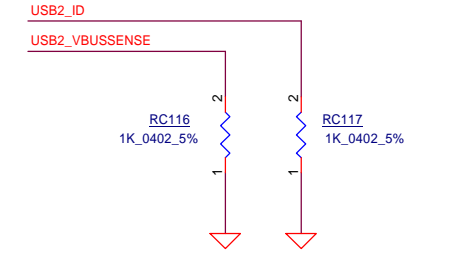 USB2_ID
USB2_VBUSSENSE
2
2
RC116
RC117
1K_0402_5%
1K_0402_5%
1
1